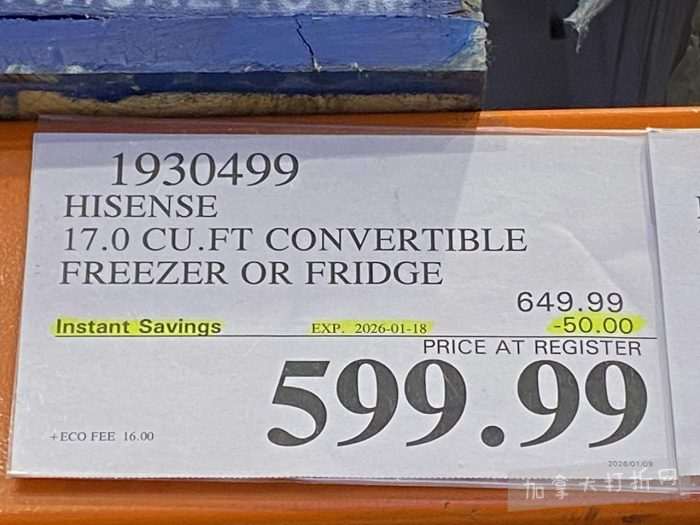 1930499
HISENSE
17.0 CU.FT CONVERTIBLE
FREEZER OR FRIDGE
649.99
Instant Savings EXP. 2026-01-18 -50.00
PRICE AT REGISTER
599.99
+ECO FEE 16.00
2026/01/09
加拿大打折网